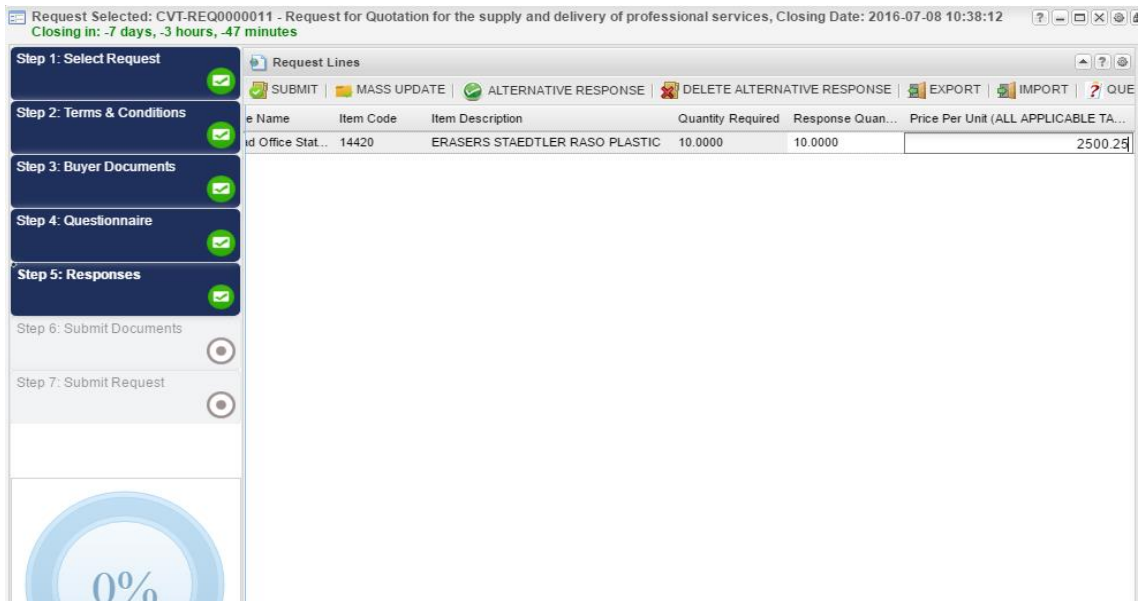 Request Selected: CVT-REQ0000011 - Request for Quotation for the supply and delivery of professional services, Closing Date: 2016-07-08 10:38:12
Closing in: -7 days, -3 hours, -47 minutes
Step 1: Select Request
Step 2: Terms & Conditions
Step 3: Buyer Documents
Step 4: Questionnaire
Step 5: Responses
Step 6: Submit Documents
Step 7: Submit Request
0%
Request Lines
SUBMIT | MASS UPDATE | ALTERNATIVE RESPONSE | DELETE ALTERNATIVE RESPONSE | EXPORT | IMPORT | QUE
e Name Item Code Item Description Quantity Required Response Quan... Price Per Unit (ALL APPLICABLE TA...
id Office Stat... 14420 ERASERS STAEDTLER RASO PLASTIC 10.0000 10.0000 2500.25